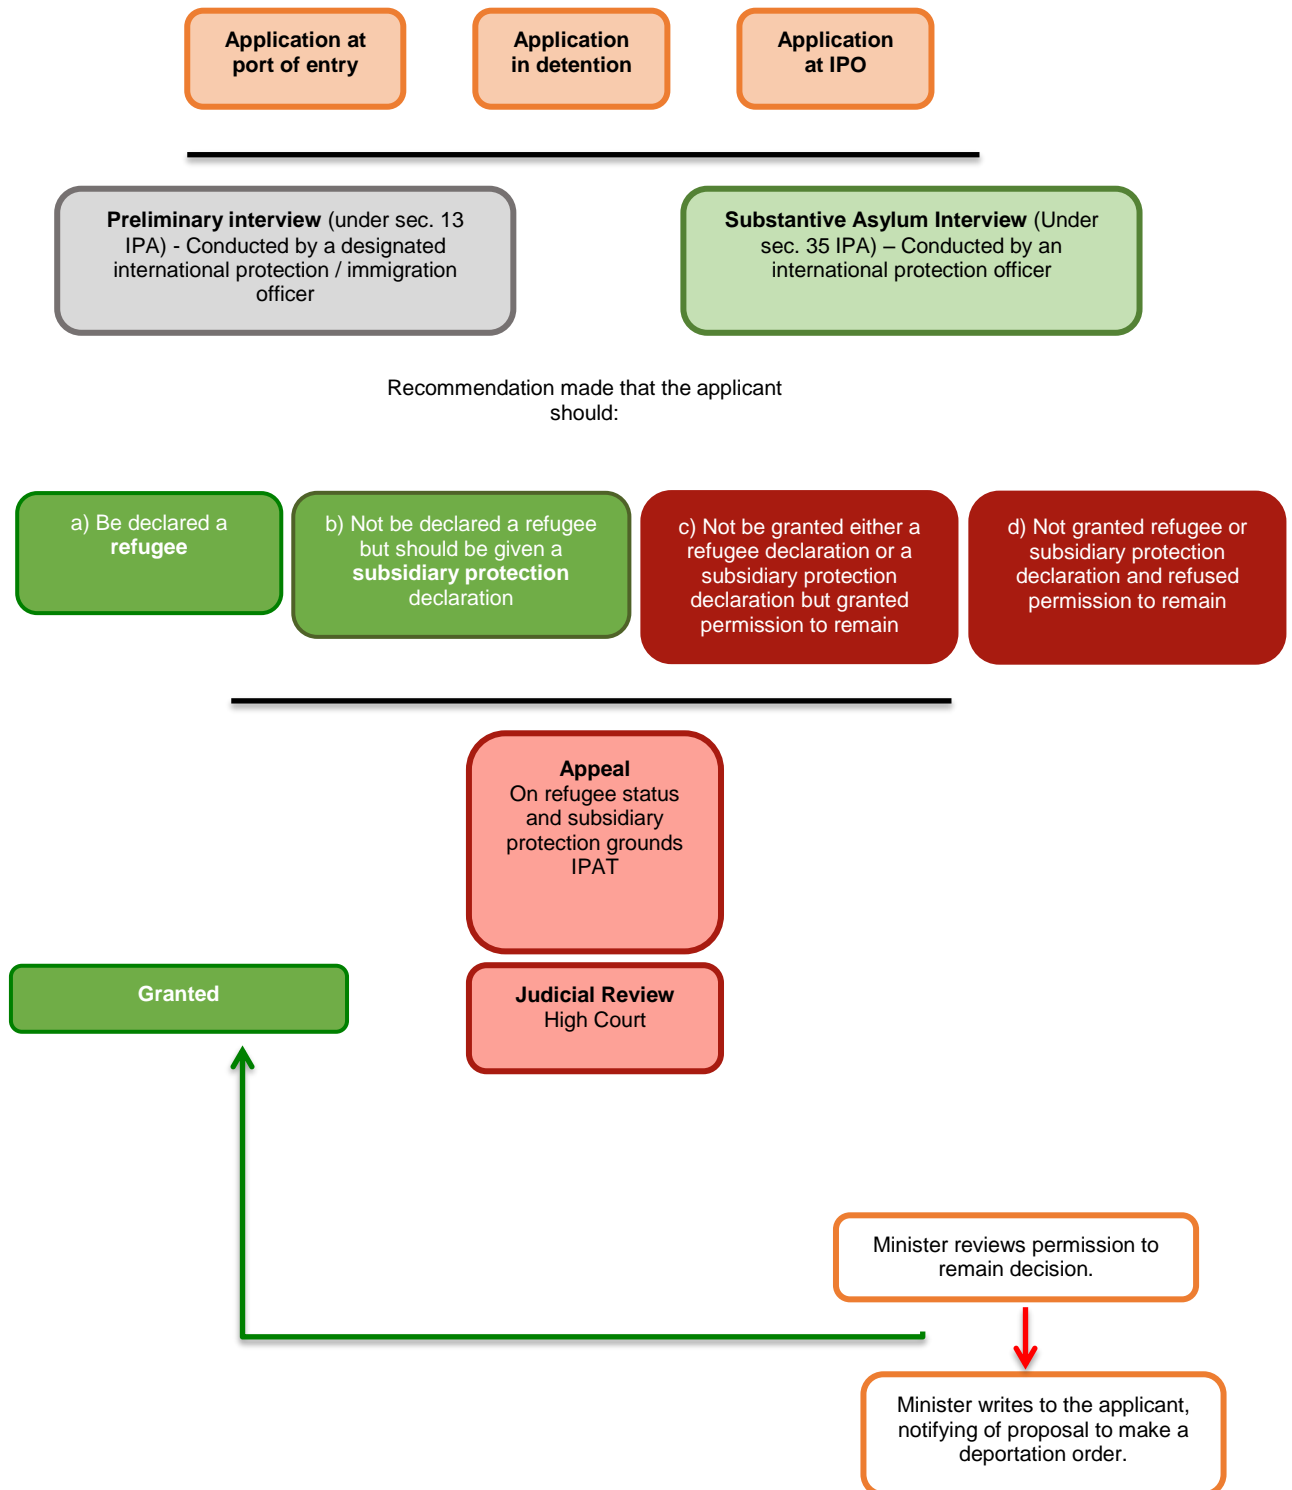 Application at
port of entry
Application
in detention
Application
at IPO
Preliminary interview (under sec. 13
IPA) - Conducted by a designated
international protection / immigration
officer
Substantive Asylum Interview (Under
sec. 35 IPA) – Conducted by an
international protection officer
Recommendation made that the applicant
should:
a) Be declared a
refugee
b) Not be declared a refugee
but should be given a
subsidiary protection
declaration
c) Not be granted either a
refugee declaration or a
subsidiary protection
declaration but granted
permission to remain
d) Not granted refugee or
subsidiary protection
declaration and refused
permission to remain
Appeal
On refugee status
and subsidiary
protection grounds
IPAT
Granted
Judicial Review
High Court
Minister reviews permission to
remain decision.
Minister writes to the applicant,
notifying of proposal to make a
deportation order.